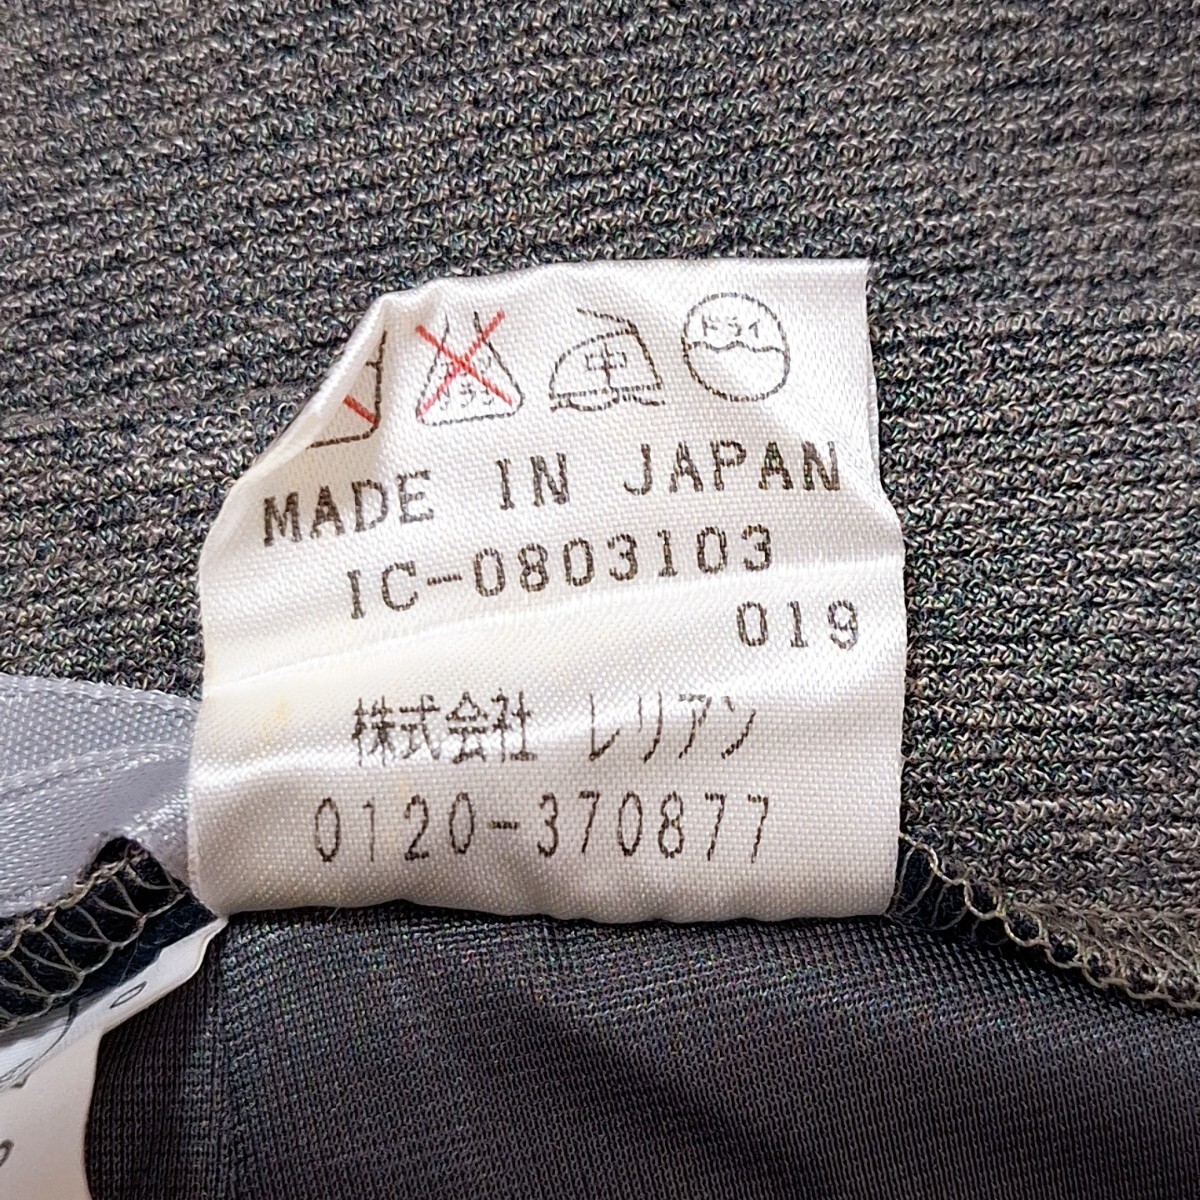 中 ドライ
MADE IN JAPAN
IC-0803103
019
株式会社 レリアン
0120-370877